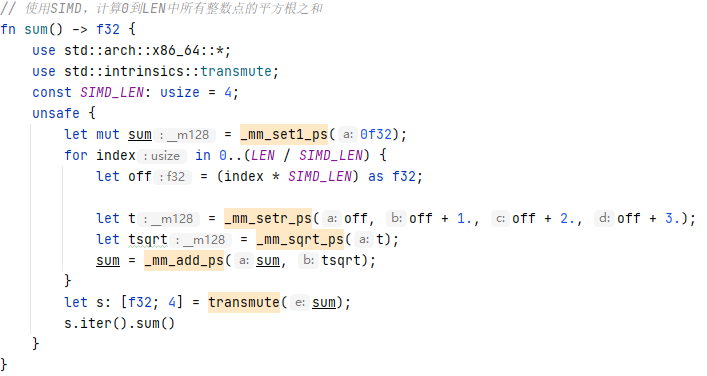 // 使用SIMD，计算0到LEN中所有整数点的平方根之和
fn sum() -> f32 {
    use std::arch::x86_64::*;
    use std::intrinsics::transmute;
    const SIMD_LEN: usize = 4;
    unsafe {
        let mut sum : __m128 = _mm_set1_ps( a: 0f32);
        for index : usize in 0..(LEN / SIMD_LEN) {
            let off : f32 = (index * SIMD_LEN) as f32;
            let t : __m128 = _mm_setr_ps( a: off, b: off + 1., c: off + 2., d: off + 3.);
            let tsqrt : __m128 = _mm_sqrt_ps( a: t);
            sum = _mm_add_ps( a: sum, b: tsqrt);
        }
        let s: [f32; 4] = transmute( e: sum);
        s.iter().sum()
    }
}